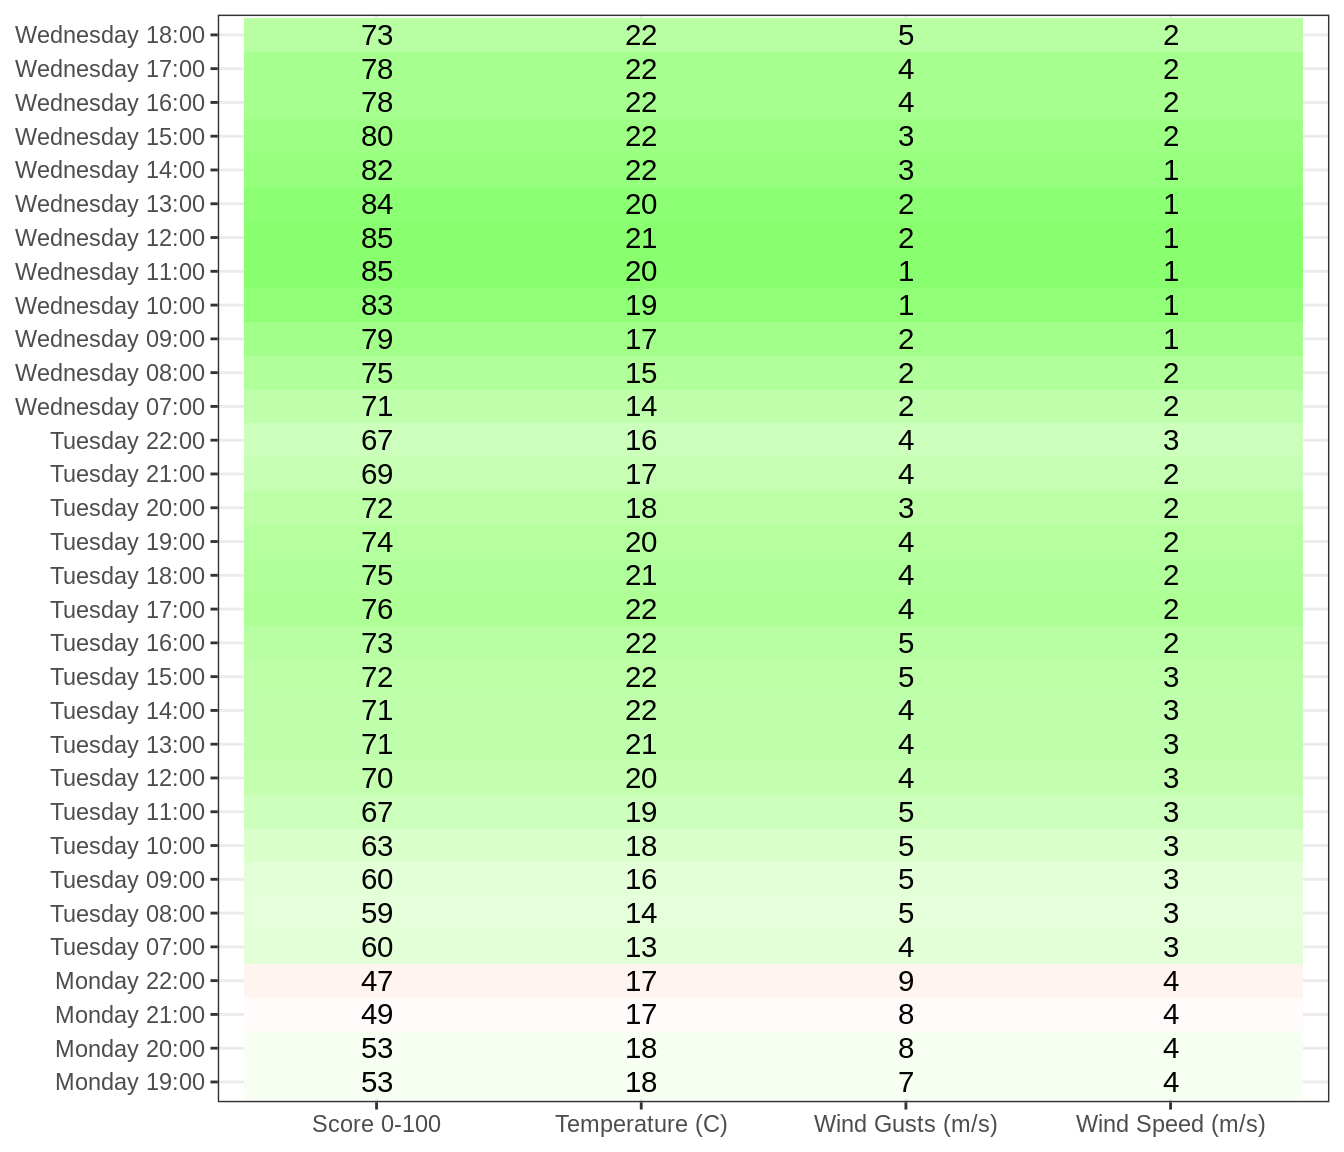 Wednesday 18:00 73 22 5 2
Wednesday 17:00 78 22 4 2
Wednesday 16:00 78 22 4 2
Wednesday 15:00 80 22 3 2
Wednesday 14:00 82 22 3 1
Wednesday 13:00 84 20 2 1
Wednesday 12:00 85 21 2 1
Wednesday 11:00 85 20 1 1
Wednesday 10:00 83 19 1 1
Wednesday 09:00 79 17 2 1
Wednesday 08:00 75 15 2 2
Wednesday 07:00 71 14 2 2
Tuesday 22:00 67 16 4 3
Tuesday 21:00 69 17 4 2
Tuesday 20:00 72 18 3 2
Tuesday 19:00 74 20 4 2
Tuesday 18:00 75 21 4 2
Tuesday 17:00 76 22 4 2
Tuesday 16:00 73 22 5 2
Tuesday 15:00 72 22 5 3
Tuesday 14:00 71 22 4 3
Tuesday 13:00 71 21 4 3
Tuesday 12:00 70 20 4 3
Tuesday 11:00 67 19 5 3
Tuesday 10:00 63 18 5 3
Tuesday 09:00 60 16 5 3
Tuesday 08:00 59 14 5 3
Tuesday 07:00 60 13 4 3
Monday 22:00 47 17 9 4
Monday 21:00 49 17 8 4
Monday 20:00 53 18 8 4
Monday 19:00 53 18 7 4
Score 0-100 Temperature (C) Wind Gusts (m/s) Wind Speed (m/s)